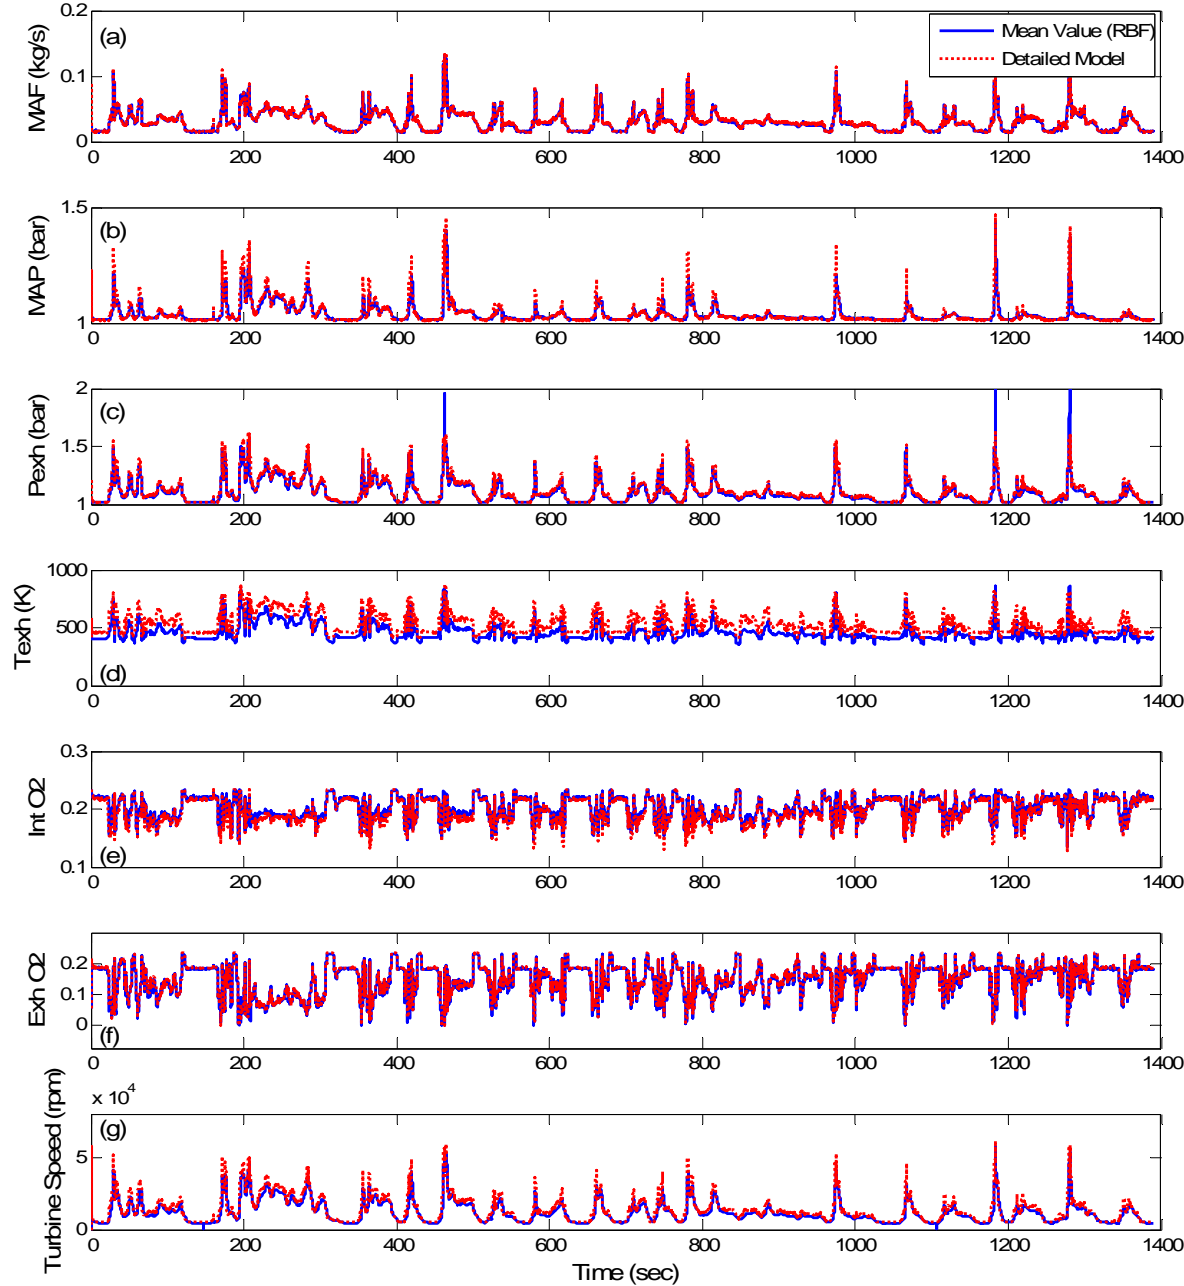 0.2
(a)
Mean Value (RBF)
Detailed Model
MAF (kg/s)
0.1
0
0 200 400 600 800 1000 1200 1400
1.5
(b)
MAP (bar)
1
0 200 400 600 800 1000 1200 1400
2
(c)
Pexh (bar)
1.5
1
0 200 400 600 800 1000 1200 1400
1000
Texh (K)
500
(d)
0
0 200 400 600 800 1000 1200 1400
0.3
Int O2
0.2
(e)
0.1
0 200 400 600 800 1000 1200 1400
0.2
Exh O2
0.1
0
(f)
0 200 400 600 800 1000 1200 1400
x 10^4
(g)
Turbine Speed (rpm)
5
0
0 200 400 600 800 1000 1200 1400
Time (sec)